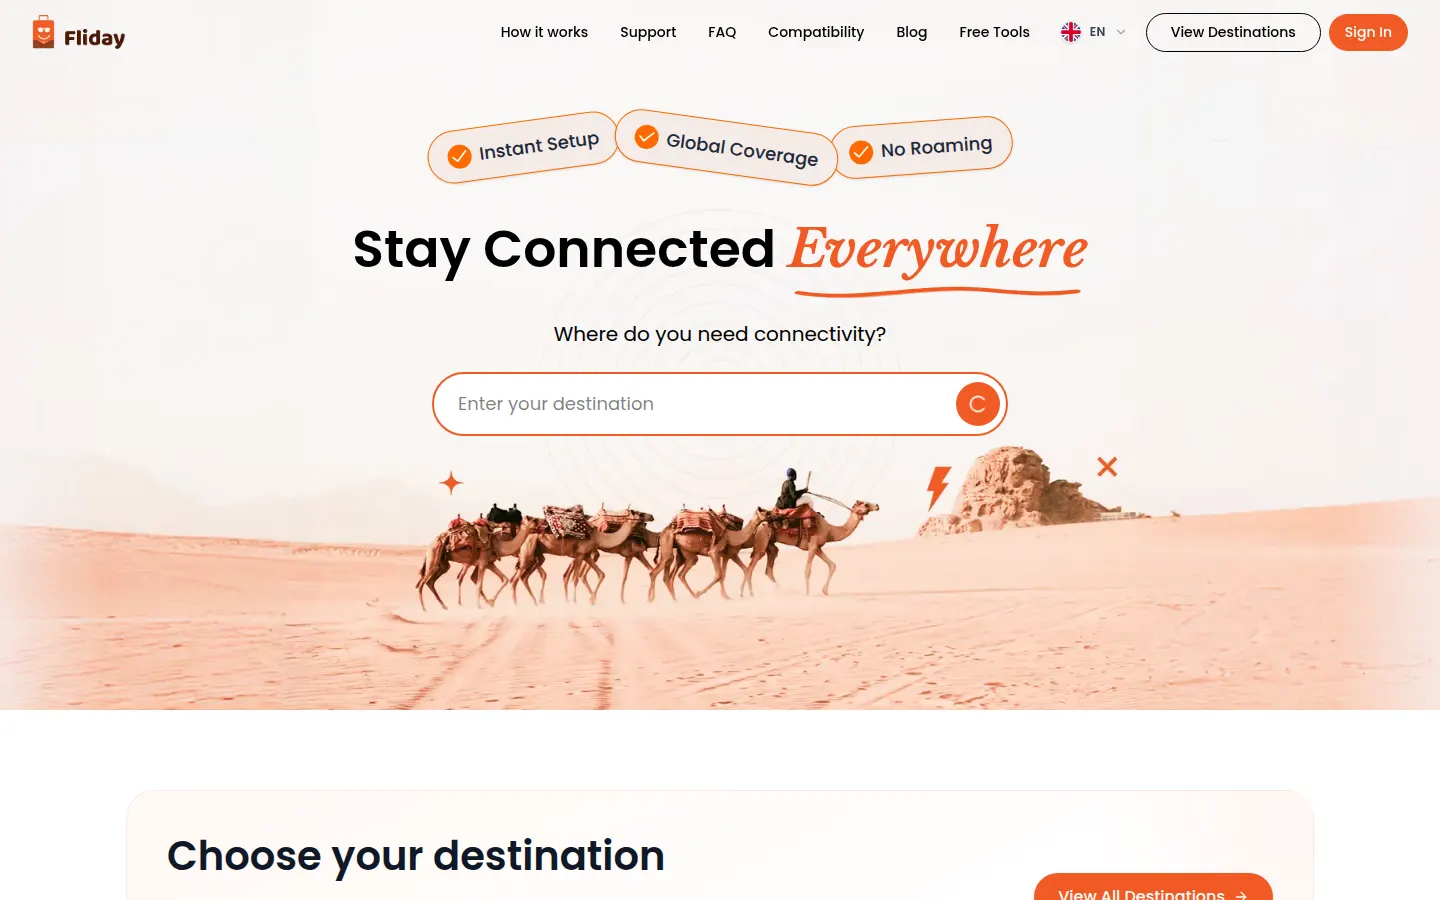 Fliday
How it works
Support
FAQ
Compatibility
Blog
Free Tools
EN
View Destinations
Sign In
Instant Setup
Global Coverage
No Roaming
Stay Connected Everywhere
Where do you need connectivity?
Enter your destination
Choose your destination
View All Destinations